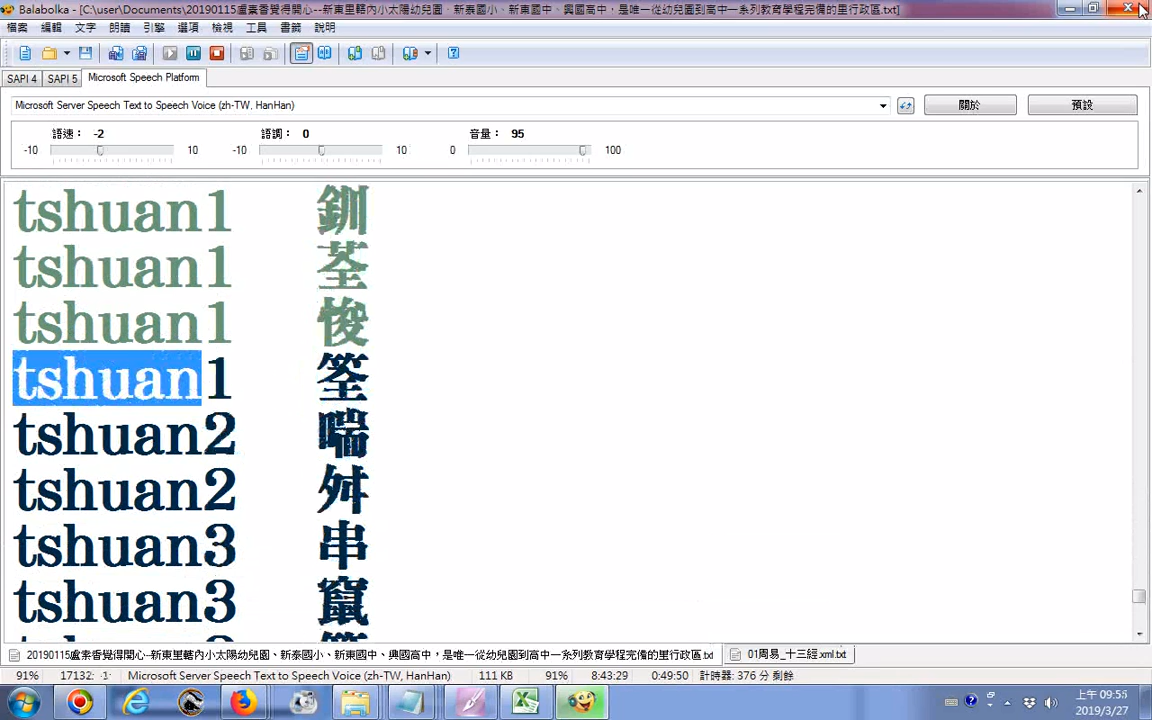 Balabolka - [C:\user\Documents\20190115盧素香覺得開心--新東里轄內小太陽幼兒園、新泰國小、新東國中、興國高中，是唯一從幼兒園到高中一系列教育學程完備的里行政區.txt]
檔案 編輯 文字 朗讀 引擎 選項 檢視 工具 書籤 說明
SAPI 4 SAPI 5 Microsoft Speech Platform
Microsoft Server Speech Text to Speech Voice (zh-TW, HanHan) 關於 預設
語速： -2 語調： 0 音量： 95
-10 10 -10 10 0 100
tshuan1 釧
tshuan1 荃
tshuan1 悛
tshuan1 筌
tshuan2 喘
tshuan2 舛
tshuan3 串
tshuan3 竄
20190115盧素香覺得開心--新東里轄內小太陽幼兒園、新泰國小、新東國中、興國高中，是唯一從幼兒園到高中一系列教育學程完備的里行政區.txt 01周易_十三經.xml.txt
91% 17132: 1 Microsoft Server Speech Text to Speech Voice (zh-TW, HanHan) 111 KB 91% 8:43:29 0:49:50 計時器: 376 分 剩餘
上午 09:55
2019/3/27